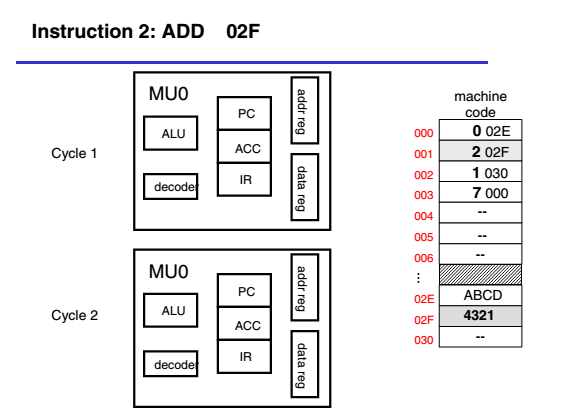 Instruction 2: ADD 02F
Cycle 1
MU0
ALU
decoder
PC
ACC
IR
addr reg
data reg
Cycle 2
MU0
ALU
decoder
PC
ACC
IR
addr reg
data reg
machine
code
000 0 02E
001 2 02F
002 1 030
003 7 000
004 --
005 --
006 --
⋮
02E ABCD
02F 4321
030 --